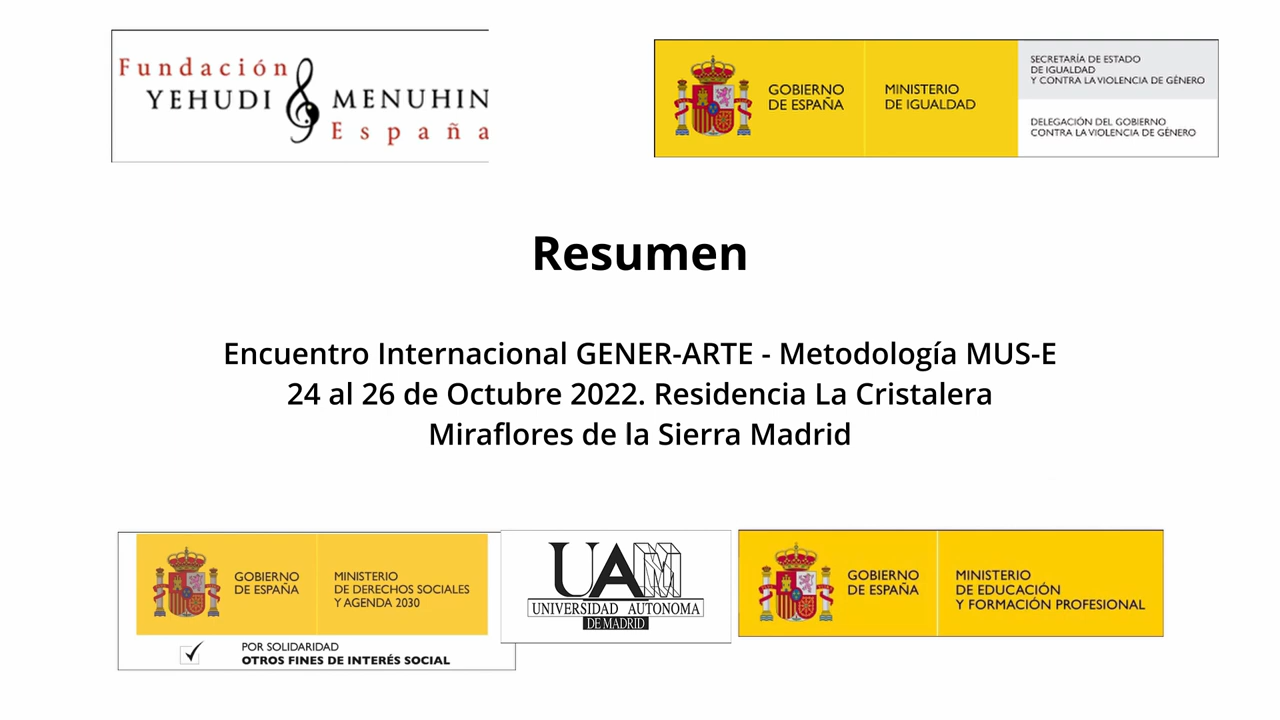 Fundación
YEHUDI MENUHIN
España
GOBIERNO
DE ESPAÑA
MINISTERIO
DE IGUALDAD
SECRETARÍA DE ESTADO
DE IGUALDAD
Y CONTRA LA VIOLENCIA DE GÉNERO
DELEGACIÓN DEL GOBIERNO
CONTRA LA VIOLENCIA DE GÉNERO
Resumen
Encuentro Internacional GENER-ARTE - Metodología MUS-E
24 al 26 de Octubre 2022. Residencia La Cristalera
Miraflores de la Sierra Madrid
GOBIERNO
DE ESPAÑA
MINISTERIO
DE DERECHOS SOCIALES
Y AGENDA 2030
POR SOLIDARIDAD
OTROS FINES DE INTERÉS SOCIAL
UAM
UNIVERSIDAD AUTONOMA
DE MADRID
GOBIERNO
DE ESPAÑA
MINISTERIO
DE EDUCACIÓN
Y FORMACIÓN PROFESIONAL